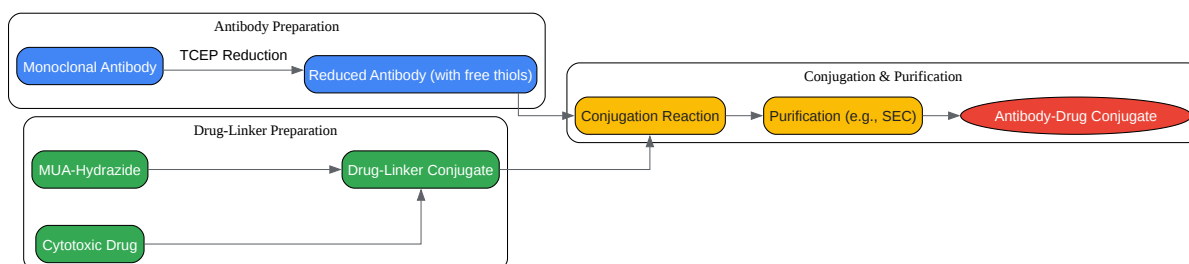 Antibody Preparation
Monoclonal Antibody
TCEP Reduction
Reduced Antibody (with free thiols)
Drug-Linker Preparation
MUA-Hydrazide
Cytotoxic Drug
Drug-Linker Conjugate
Conjugation & Purification
Conjugation Reaction
Purification (e.g., SEC)
Antibody-Drug Conjugate